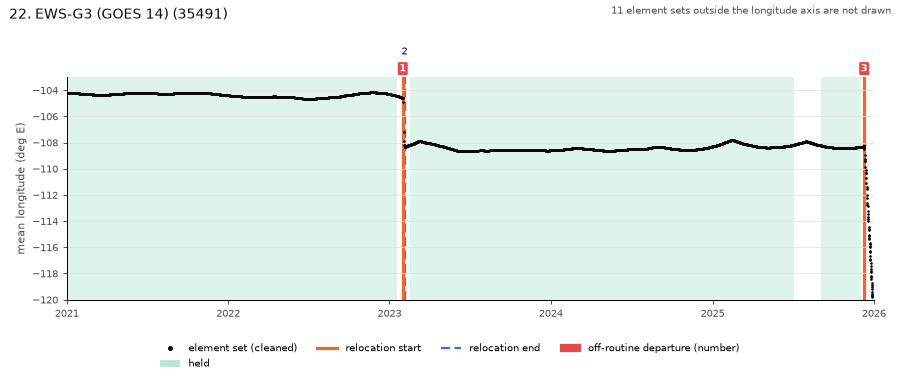 22. EWS-G3 (GOES 14) (35491)
11 element sets outside the longitude axis are not drawn
2
1
3
mean longitude (deg E)
−104
−106
−108
−110
−112
−114
−116
−118
−120
2021
2022
2023
2024
2025
2026
element set (cleaned)
relocation start
relocation end
off-routine departure (number)
held